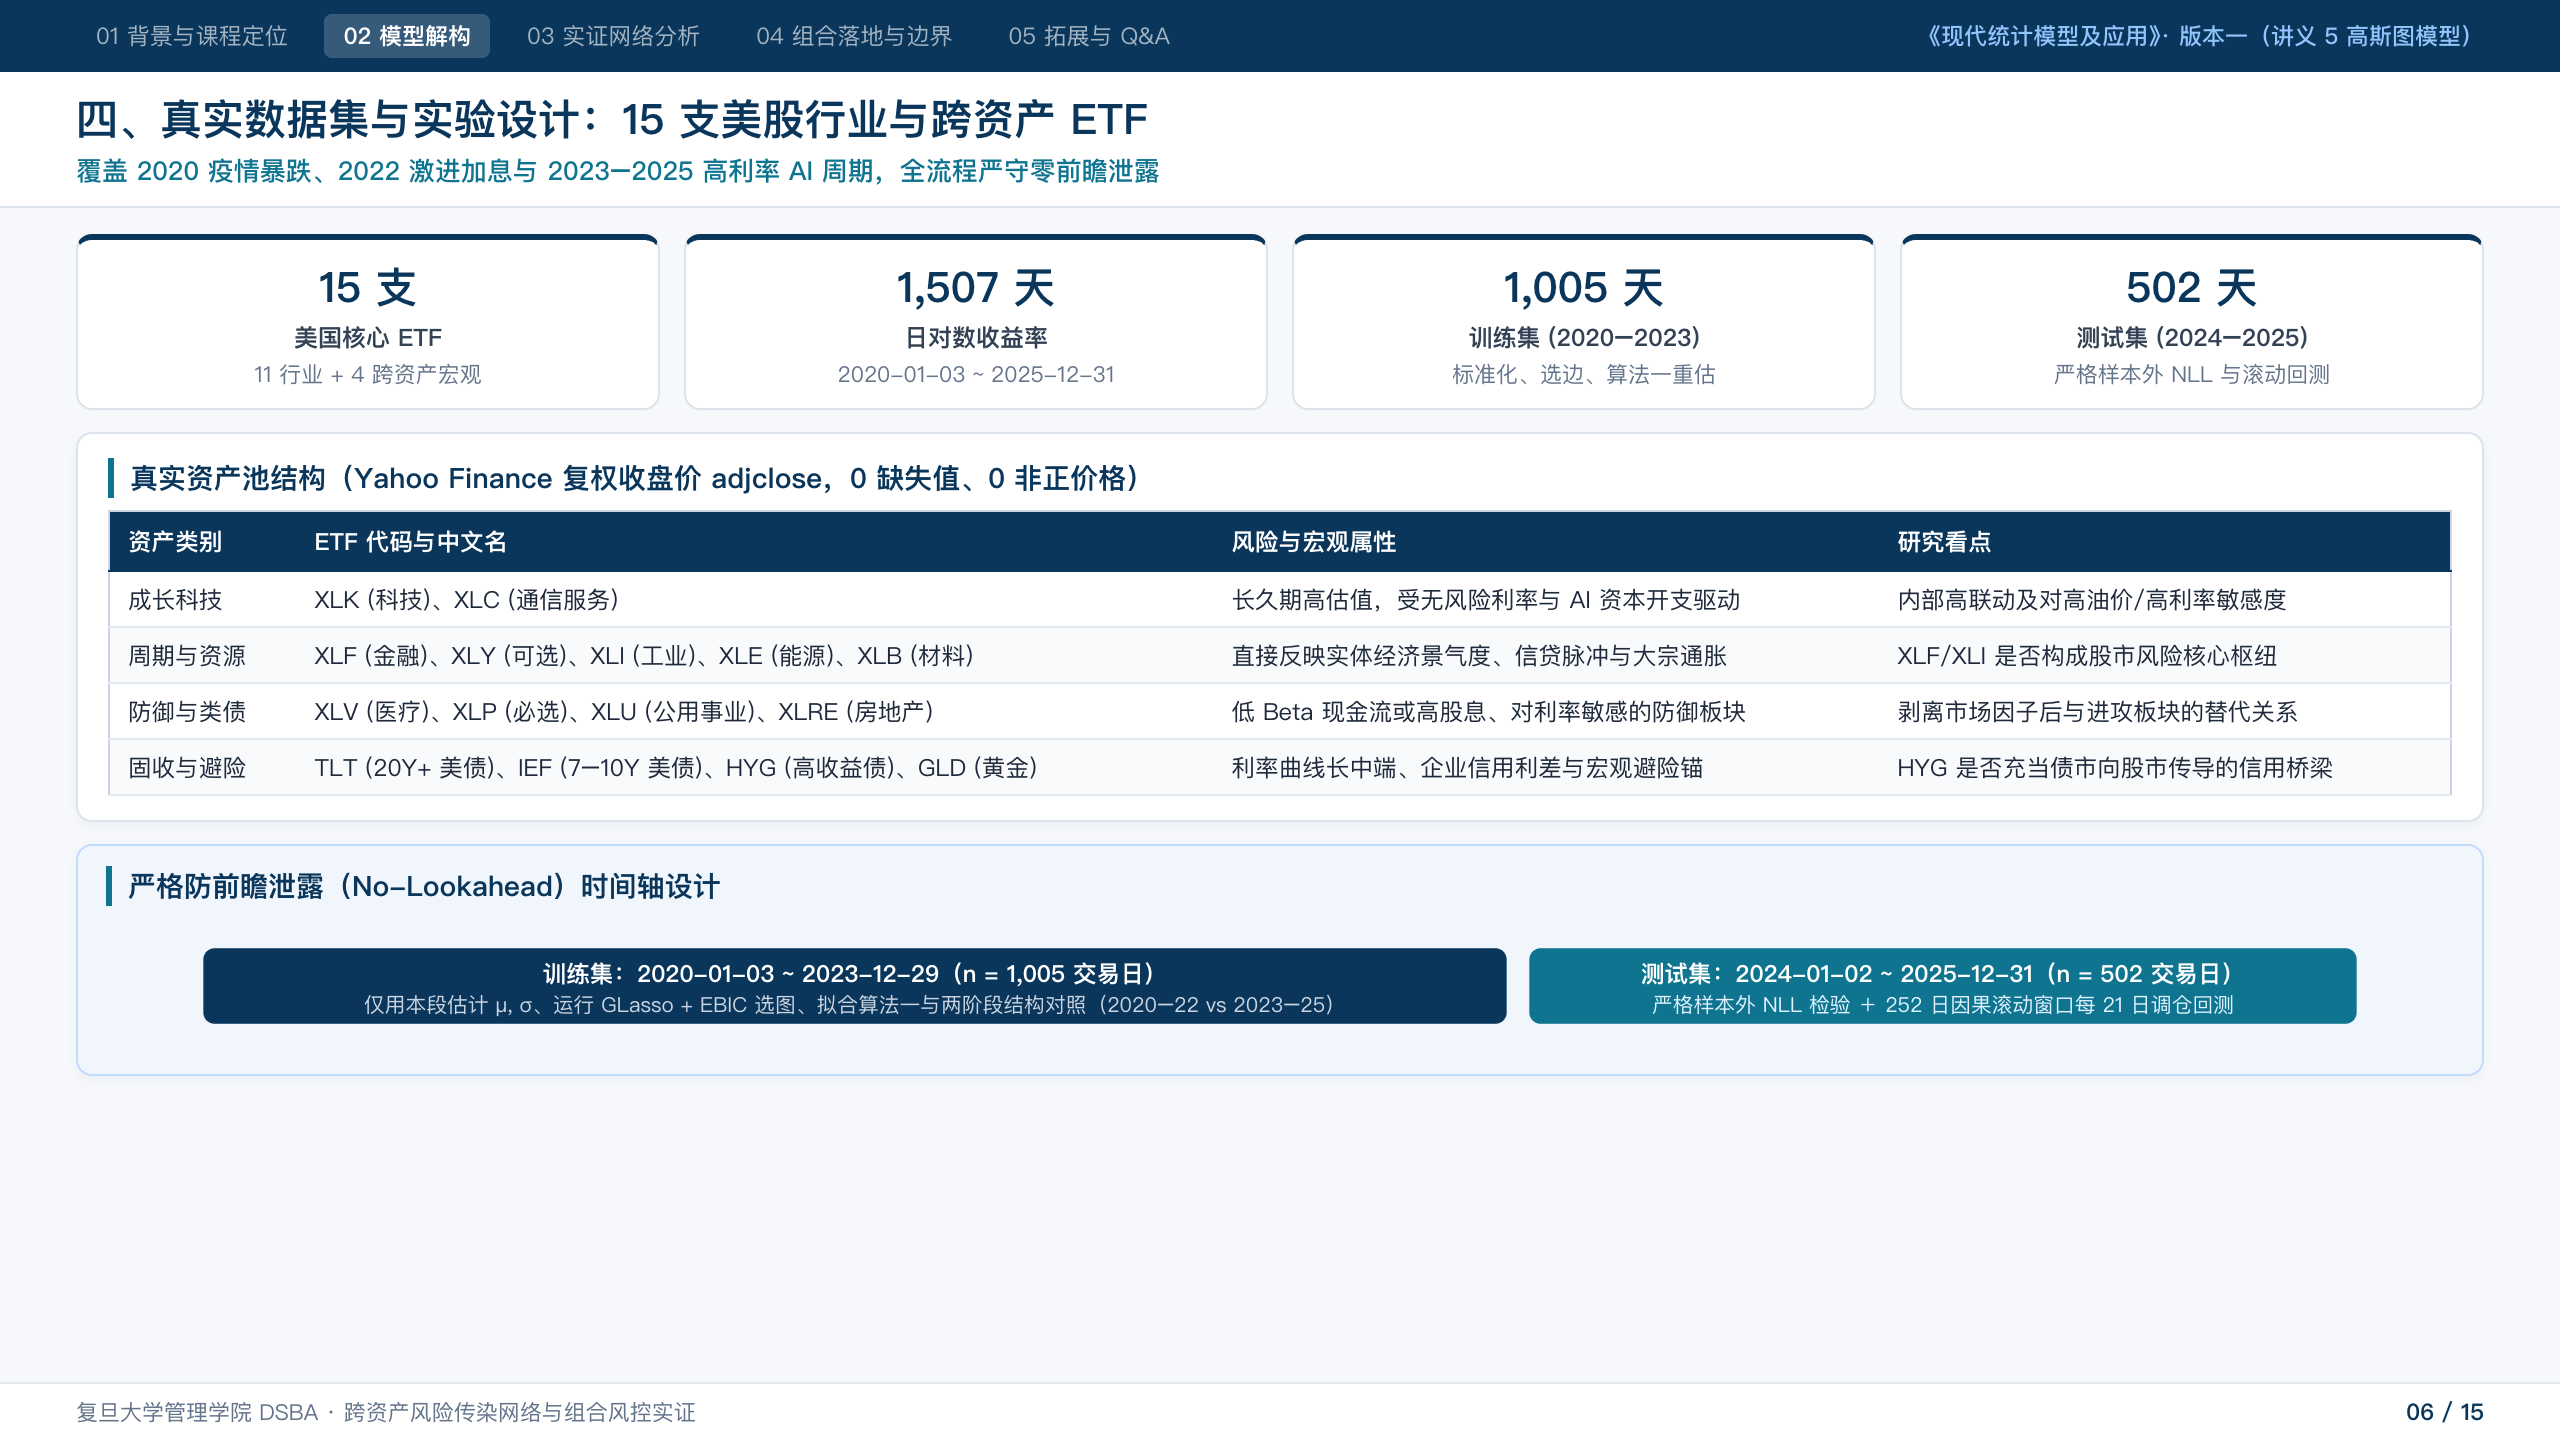 01 背景与课程定位 02 模型解构 03 实证网络分析 04 组合落地与边界 05 拓展与 Q&A 《现代统计模型及应用》· 版本一（讲义 5 高斯图模型）
四、真实数据集与实验设计：15 支美股行业与跨资产 ETF
覆盖 2020 疫情暴跌、2022 激进加息与 2023—2025 高利率 AI 周期，全流程严守零前瞻泄露
15 支
美国核心 ETF
11 行业 + 4 跨资产宏观
1,507 天
日对数收益率
2020-01-03 ~ 2025-12-31
1,005 天
训练集 (2020—2023)
标准化、选边、算法一重估
502 天
测试集 (2024—2025)
严格样本外 NLL 与滚动回测
真实资产池结构（Yahoo Finance 复权收盘价 adjclose，0 缺失值、0 非正价格）
资产类别 ETF 代码与中文名 风险与宏观属性 研究看点
成长科技 XLK (科技)、XLC (通信服务) 长久期高估值，受无风险利率与 AI 资本开支驱动 内部高联动及对高油价/高利率敏感度
周期与资源 XLF (金融)、XLY (可选)、XLI (工业)、XLE (能源)、XLB (材料) 直接反映实体经济景气度、信贷脉冲与大宗通胀 XLF/XLI 是否构成股市风险核心枢纽
防御与类债 XLV (医疗)、XLP (必选)、XLU (公用事业)、XLRE (房地产) 低 Beta 现金流或高股息、对利率敏感的防御板块 剥离市场因子后与进攻板块的替代关系
固收与避险 TLT (20Y+ 美债)、IEF (7—10Y 美债)、HYG (高收益债)、GLD (黄金) 利率曲线长中端、企业信用利差与宏观避险锚 HYG 是否充当债市向股市传导的信用桥梁
严格防前瞻泄露（No-Lookahead）时间轴设计
训练集：2020-01-03 ~ 2023-12-29（n = 1,005 交易日）
仅用本段估计 μ, σ、运行 GLasso + EBIC 选图、拟合算法一与两阶段结构对照（2020—22 vs 2023—25）
测试集：2024-01-02 ~ 2025-12-31（n = 502 交易日）
严格样本外 NLL 检验 ＋ 252 日因果滚动窗口每 21 日调仓回测
复旦大学管理学院 DSBA · 跨资产风险传染网络与组合风控实证 06 / 15